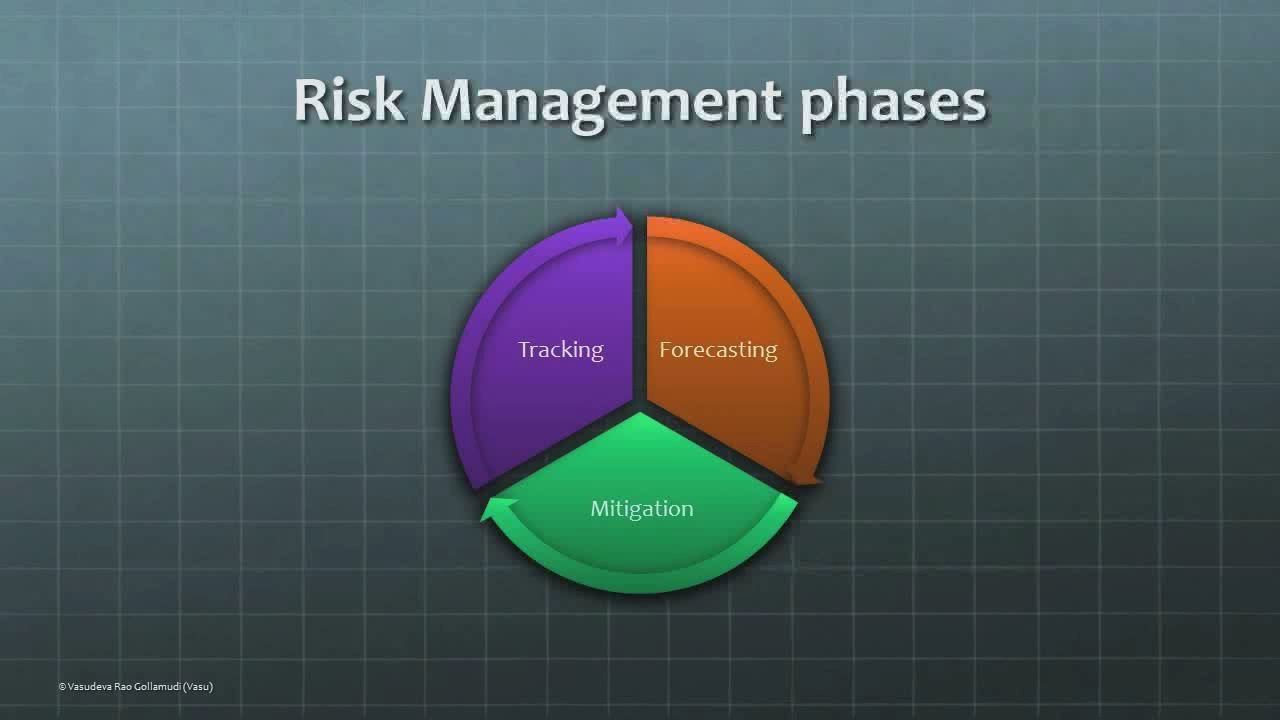 Risk Management phases
Tracking
Forecasting
Mitigation
© Vasudeva Rao Gollamudi (Vasu)